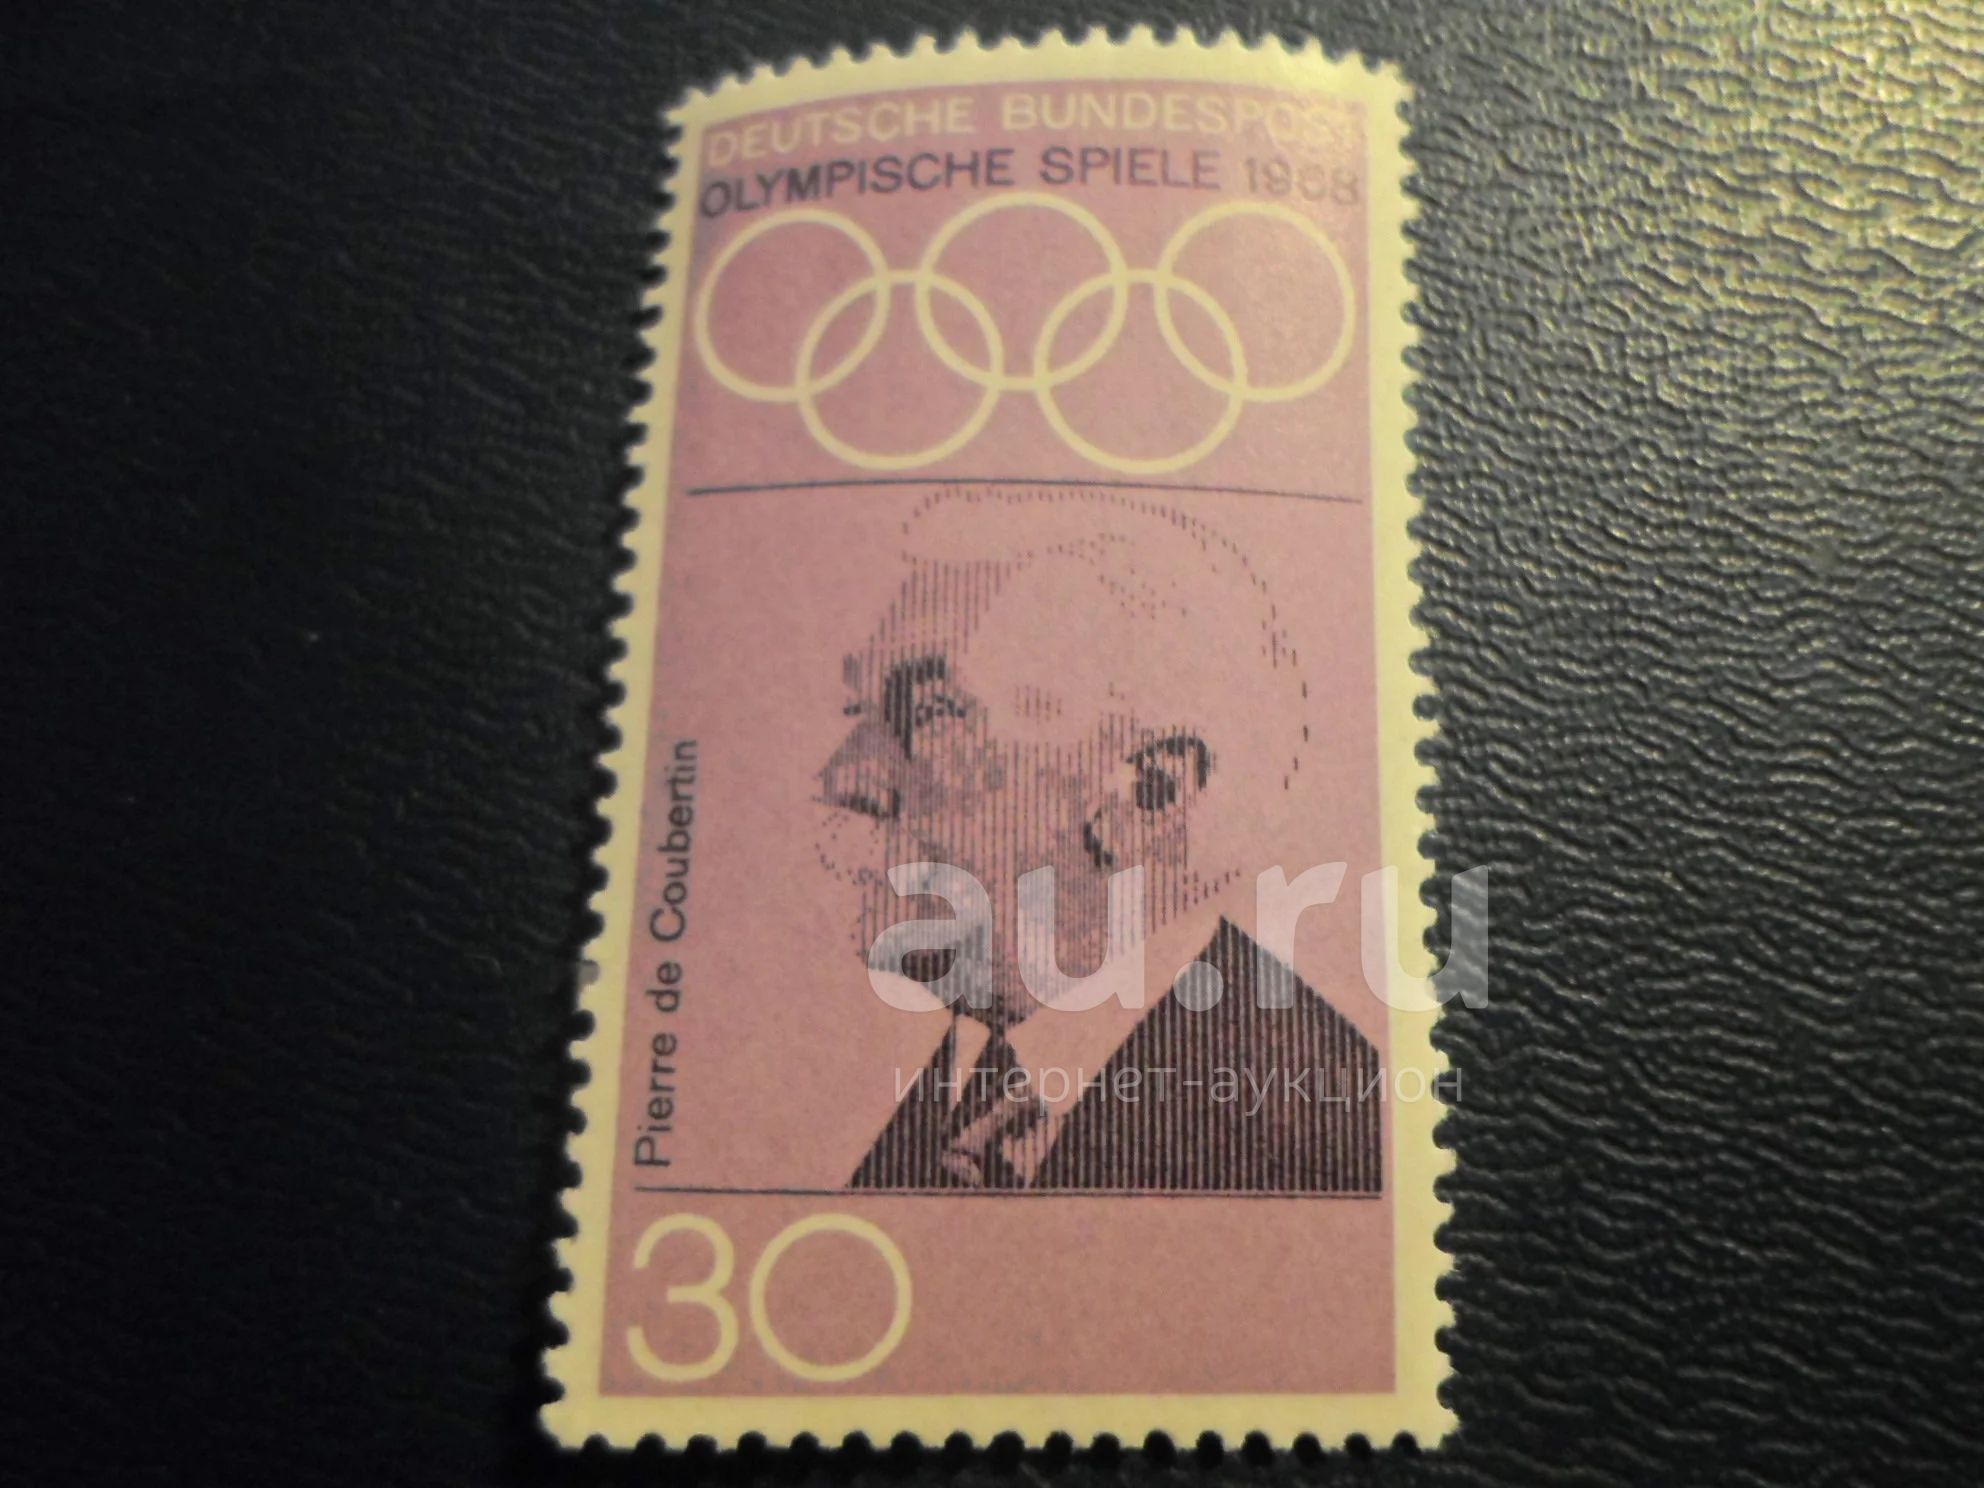 DEUTSCHE BUNDESPOST
OLYMPISCHE SPIELE 1968
Pierre de Coubertin
au.ru
интернет-аукцион
30